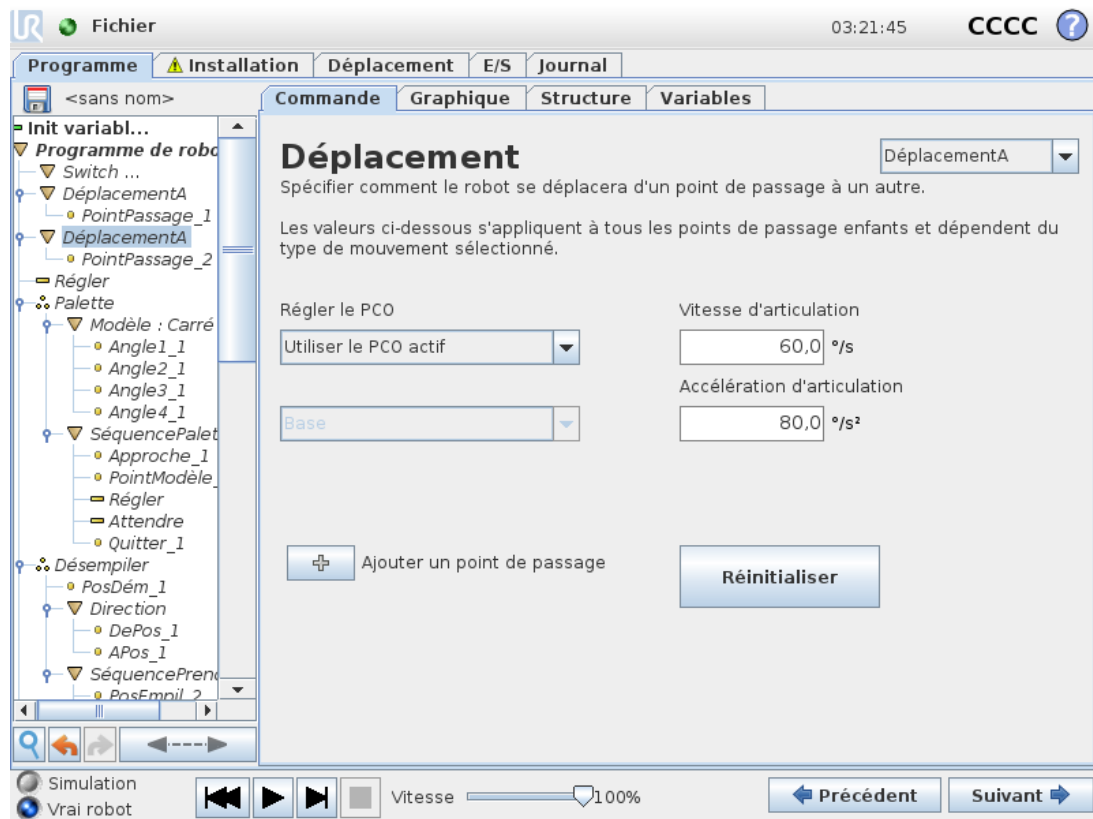 UR Fichier 03:21:45 CCCC ?
Programme Installation Déplacement E/S Journal
<sans nom> Commande Graphique Structure Variables
Init variabl...
Programme de robo
Switch ...
DéplacementA
PointPassage_1
DéplacementA
PointPassage_2
Régler
Palette
Modèle : Carré
Angle1_1
Angle2_1
Angle3_1
Angle4_1
SéquencePalet
Approche_1
PointModèle_
Régler
Attendre
Quitter_1
Désempiler
PosDém_1
Direction
DePos_1
APos_1
SéquencePrend
PosEmpil_2
Déplacement
DéplacementA
Spécifier comment le robot se déplacera d'un point de passage à un autre.
Les valeurs ci-dessous s'appliquent à tous les points de passage enfants et dépendent du
type de mouvement sélectionné.
Régler le PCO
Utiliser le PCO actif
Base
Vitesse d'articulation
60,0 °/s
Accélération d'articulation
80,0 °/s²
Ajouter un point de passage
Réinitialiser
Simulation
Vrai robot
Vitesse 100%
Précédent
Suivant